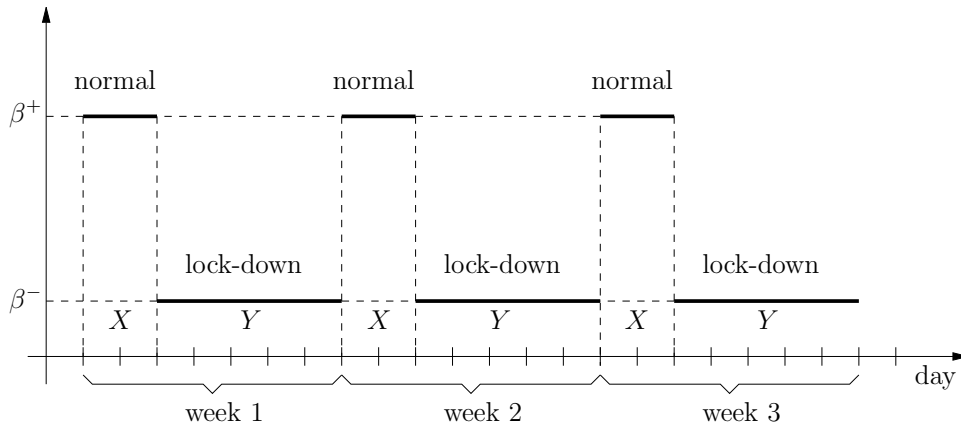 normal normal normal
β⁺
lock-down lock-down lock-down
β⁻
X Y X Y X Y
day
week 1 week 2 week 3